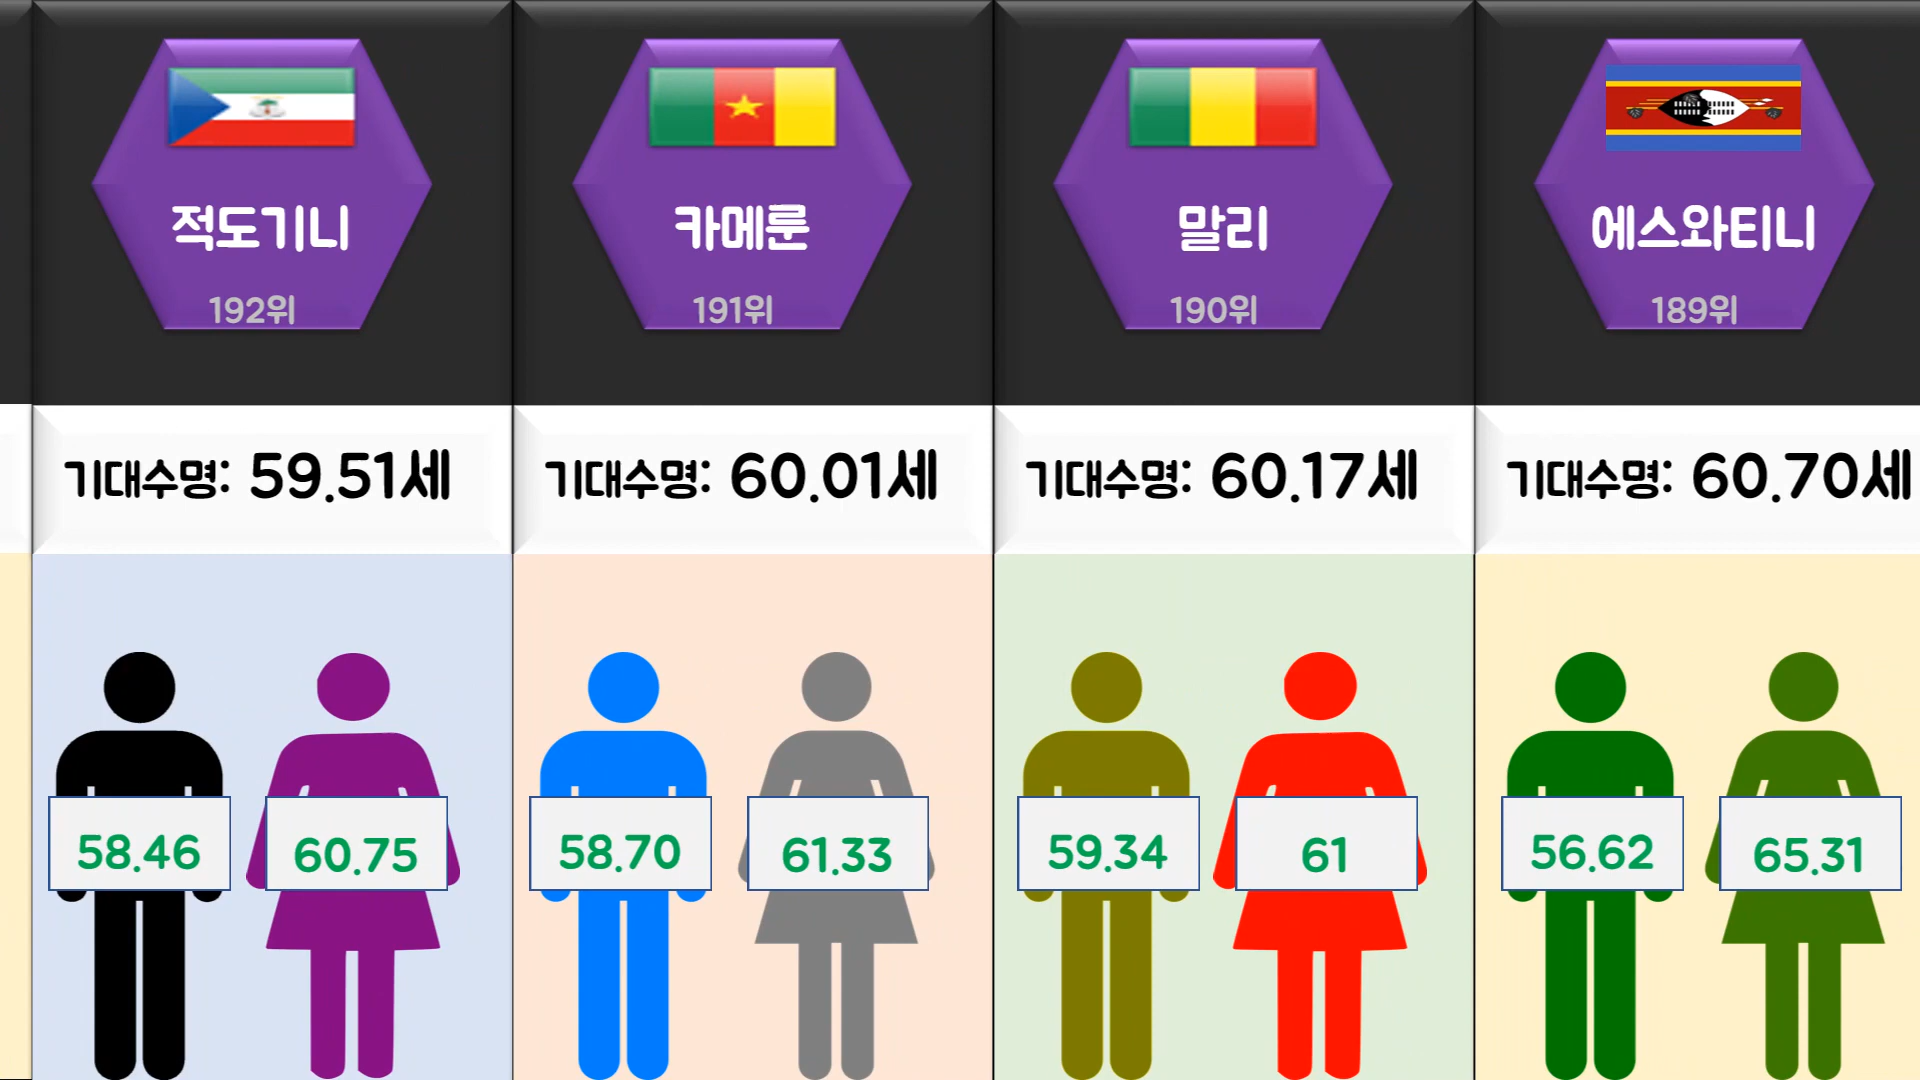 적도기니
192위
기대수명: 59.51세
58.46
60.75
카메룬
191위
기대수명: 60.01세
58.70
61.33
말리
190위
기대수명: 60.17세
59.34
61
에스와티니
189위
기대수명: 60.70세
56.62
65.31